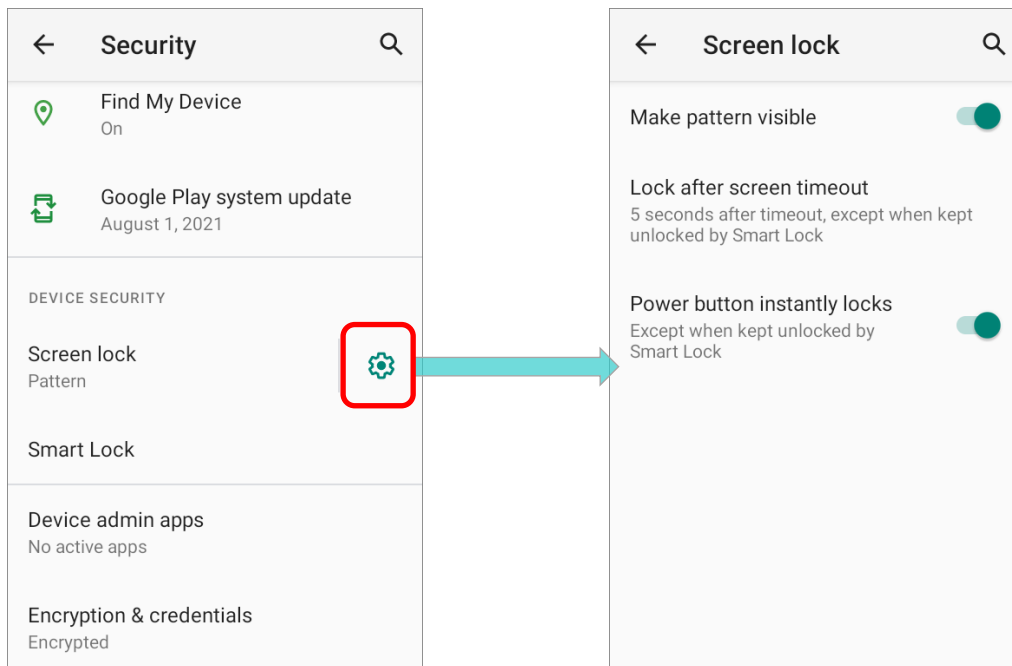 Security
Find My Device
On
Google Play system update
August 1, 2021
DEVICE SECURITY
Screen lock
Pattern
Smart Lock
Device admin apps
No active apps
Encryption & credentials
Encrypted
Screen lock
Make pattern visible
Lock after screen timeout
5 seconds after timeout, except when kept
unlocked by Smart Lock
Power button instantly locks
Except when kept unlocked by
Smart Lock